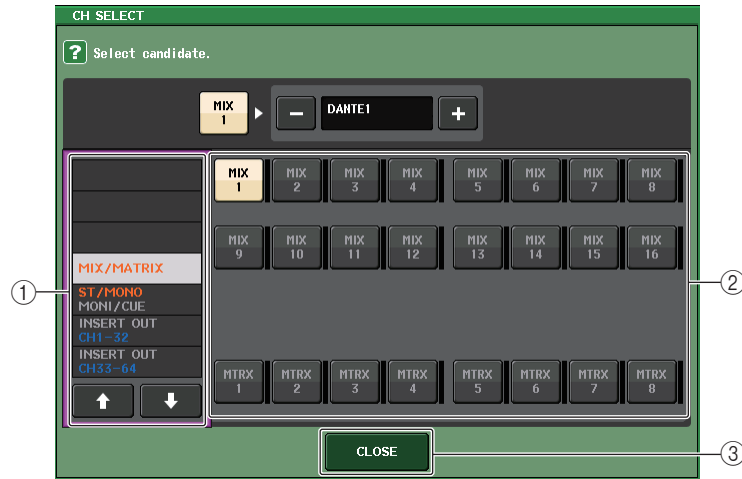 CH SELECT
? Select candidate.
MIX 1
− DANTE1 +
MIX/MATRIX
ST/MONO
MONI/CUE
INSERT OUT
CH1-32
INSERT OUT
CH33-64
MIX 1
MIX 2
MIX 3
MIX 4
MIX 5
MIX 6
MIX 7
MIX 8
MIX 9
MIX 10
MIX 11
MIX 12
MIX 13
MIX 14
MIX 15
MIX 16
MTRX 1
MTRX 2
MTRX 3
MTRX 4
MTRX 5
MTRX 6
MTRX 7
MTRX 8
CLOSE
①
②
③